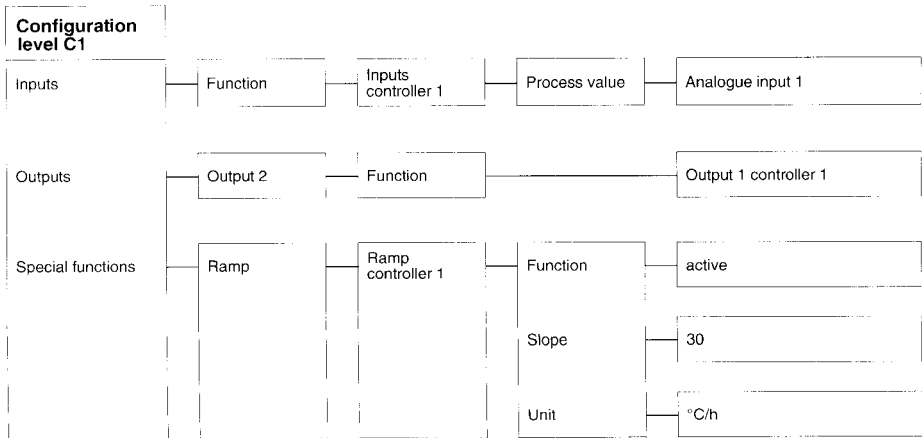 Configuration
level C1
Inputs
Function
Inputs
controller 1
Process value
Analogue input 1
Outputs
Output 2
Function
Output 1 controller 1
Special functions
Ramp
Ramp
controller 1
Function
active
Slope
30
Unit
°C/h